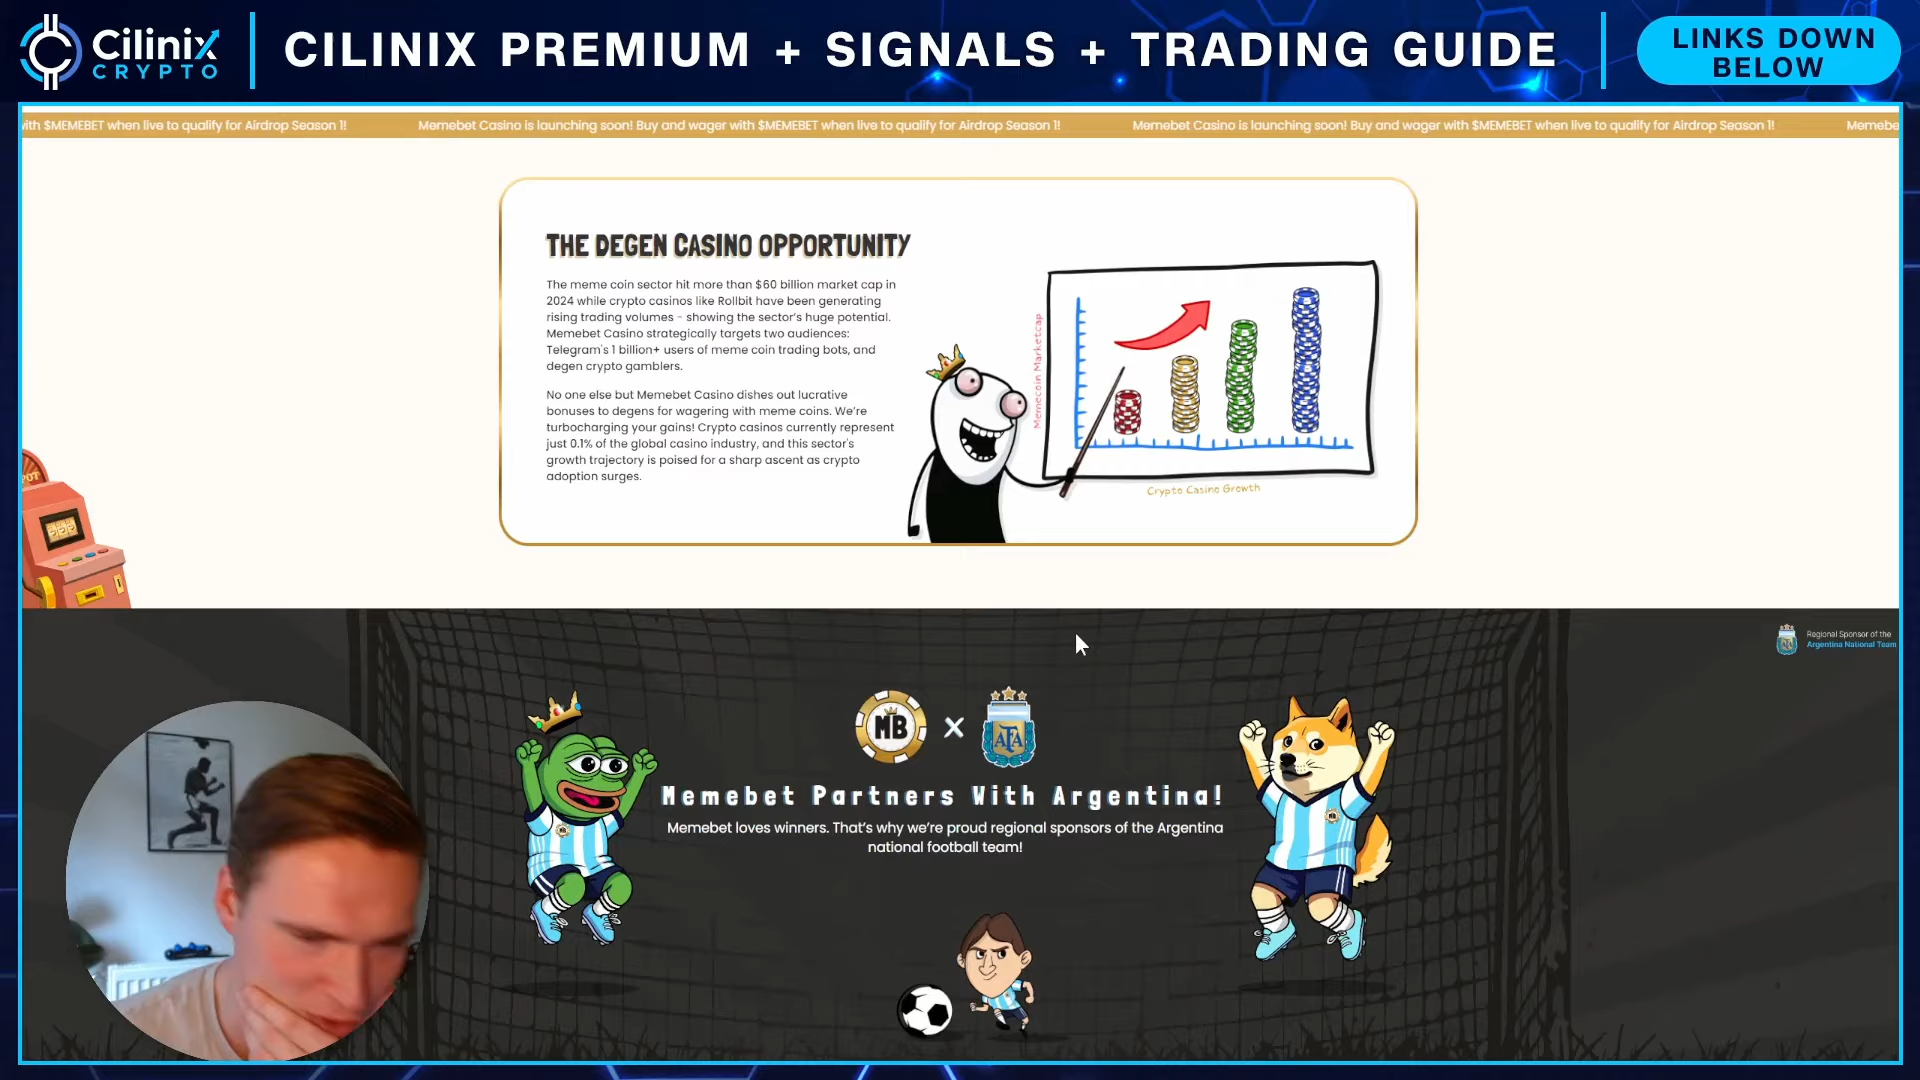 Cilinix
CRYPTO
CILINIX PREMIUM + SIGNALS + TRADING GUIDE
LINKS DOWN
BELOW
with $MEMEBET when live to qualify for Airdrop Season 1! Memebet Casino is launching soon! Buy and wager with $MEMEBET when live to qualify for Airdrop Season 1! Memebet Casino is launching soon! Buy and wager with $MEMEBET when live to qualify for Airdrop Season 1! Memebe
THE DEGEN CASINO OPPORTUNITY
The meme coin sector hit more than $60 billion market cap in
2024 while crypto casinos like Rollbit have been generating
rising trading volumes - showing the sector's huge potential.
Memebet Casino strategically targets two audiences:
Telegram's 1 billion+ users of meme coin trading bots, and
degen crypto gamblers.
No one else but Memebet Casino dishes out lucrative
bonuses to degens for wagering with meme coins. We're
turbocharging your gains! Crypto casinos currently represent
just 0.1% of the global casino industry, and this sector's
growth trajectory is poised for a sharp ascent as crypto
adoption surges.
Memecoin Marketcap
Crypto Casino Growth
Regional Sponsor of the
Argentina National Team
MB X AFA
Memebet Partners With Argentina!
Memebet loves winners. That's why we're proud regional sponsors of the Argentina
national football team!